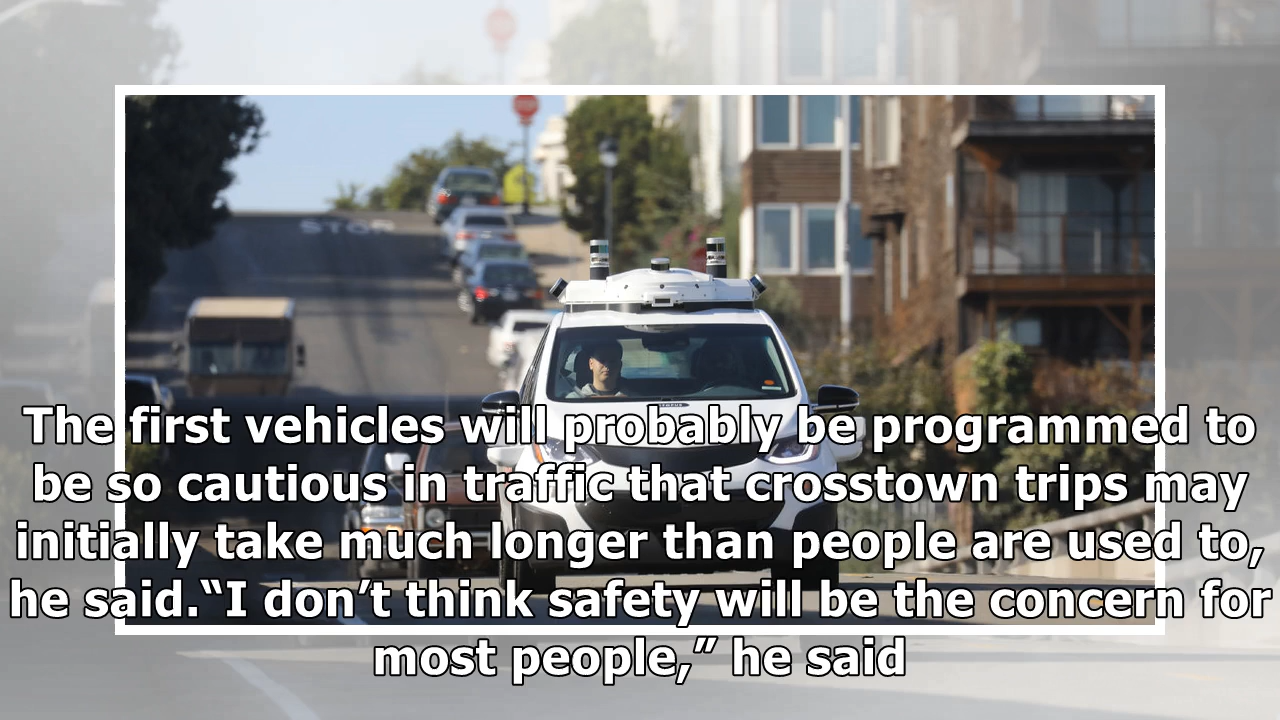 STOP
The first vehicles will probably be programmed to
be so cautious in traffic that crosstown trips may
initially take much longer than people are used to,
he said.“I don’t think safety will be the concern for
most people,” he said